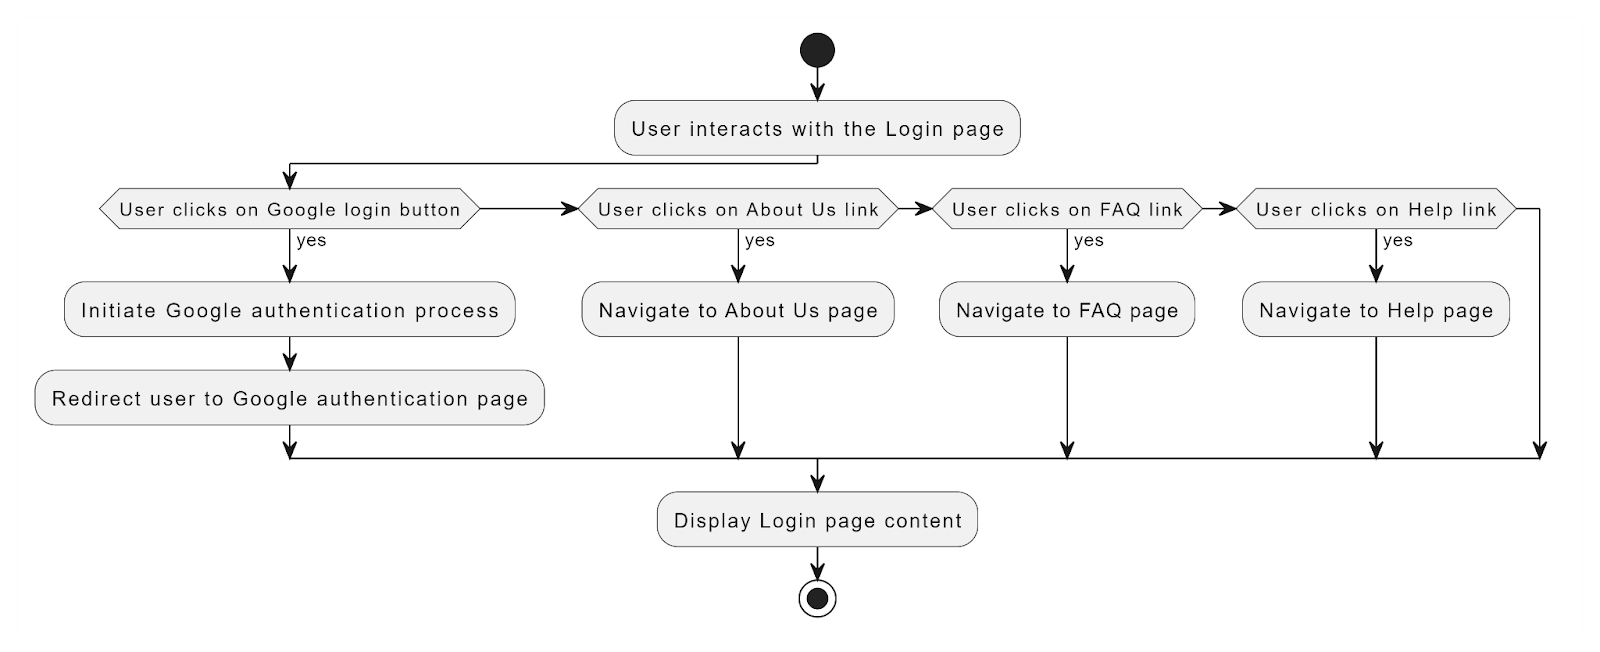 User interacts with the Login page
User clicks on Google login button
User clicks on About Us link
User clicks on FAQ link
User clicks on Help link
yes
yes
yes
yes
Initiate Google authentication process
Navigate to About Us page
Navigate to FAQ page
Navigate to Help page
Redirect user to Google authentication page
Display Login page content